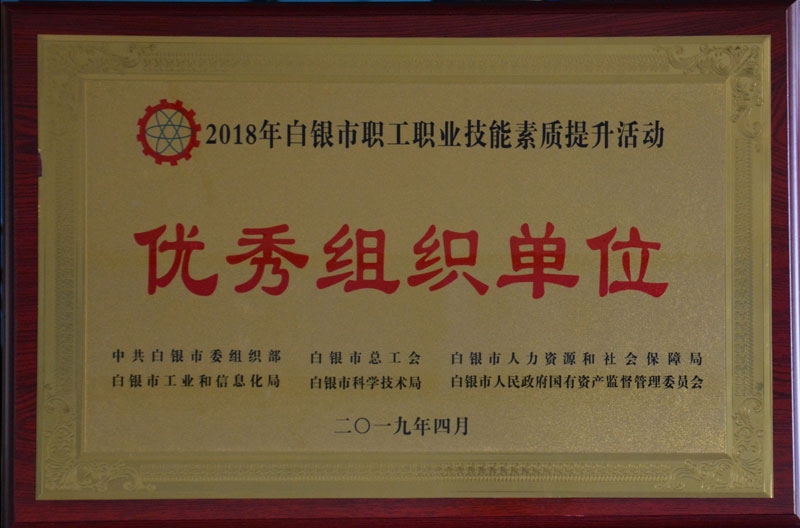 2018年白银市职工职业技能素质提升活动
优秀组织单位
中共白银市委组织部 白银市总工会 白银市人力资源和社会保障局
白银市工业和信息化局 白银市科学技术局 白银市人民政府国有资产监督管理委员会
二〇一九年四月